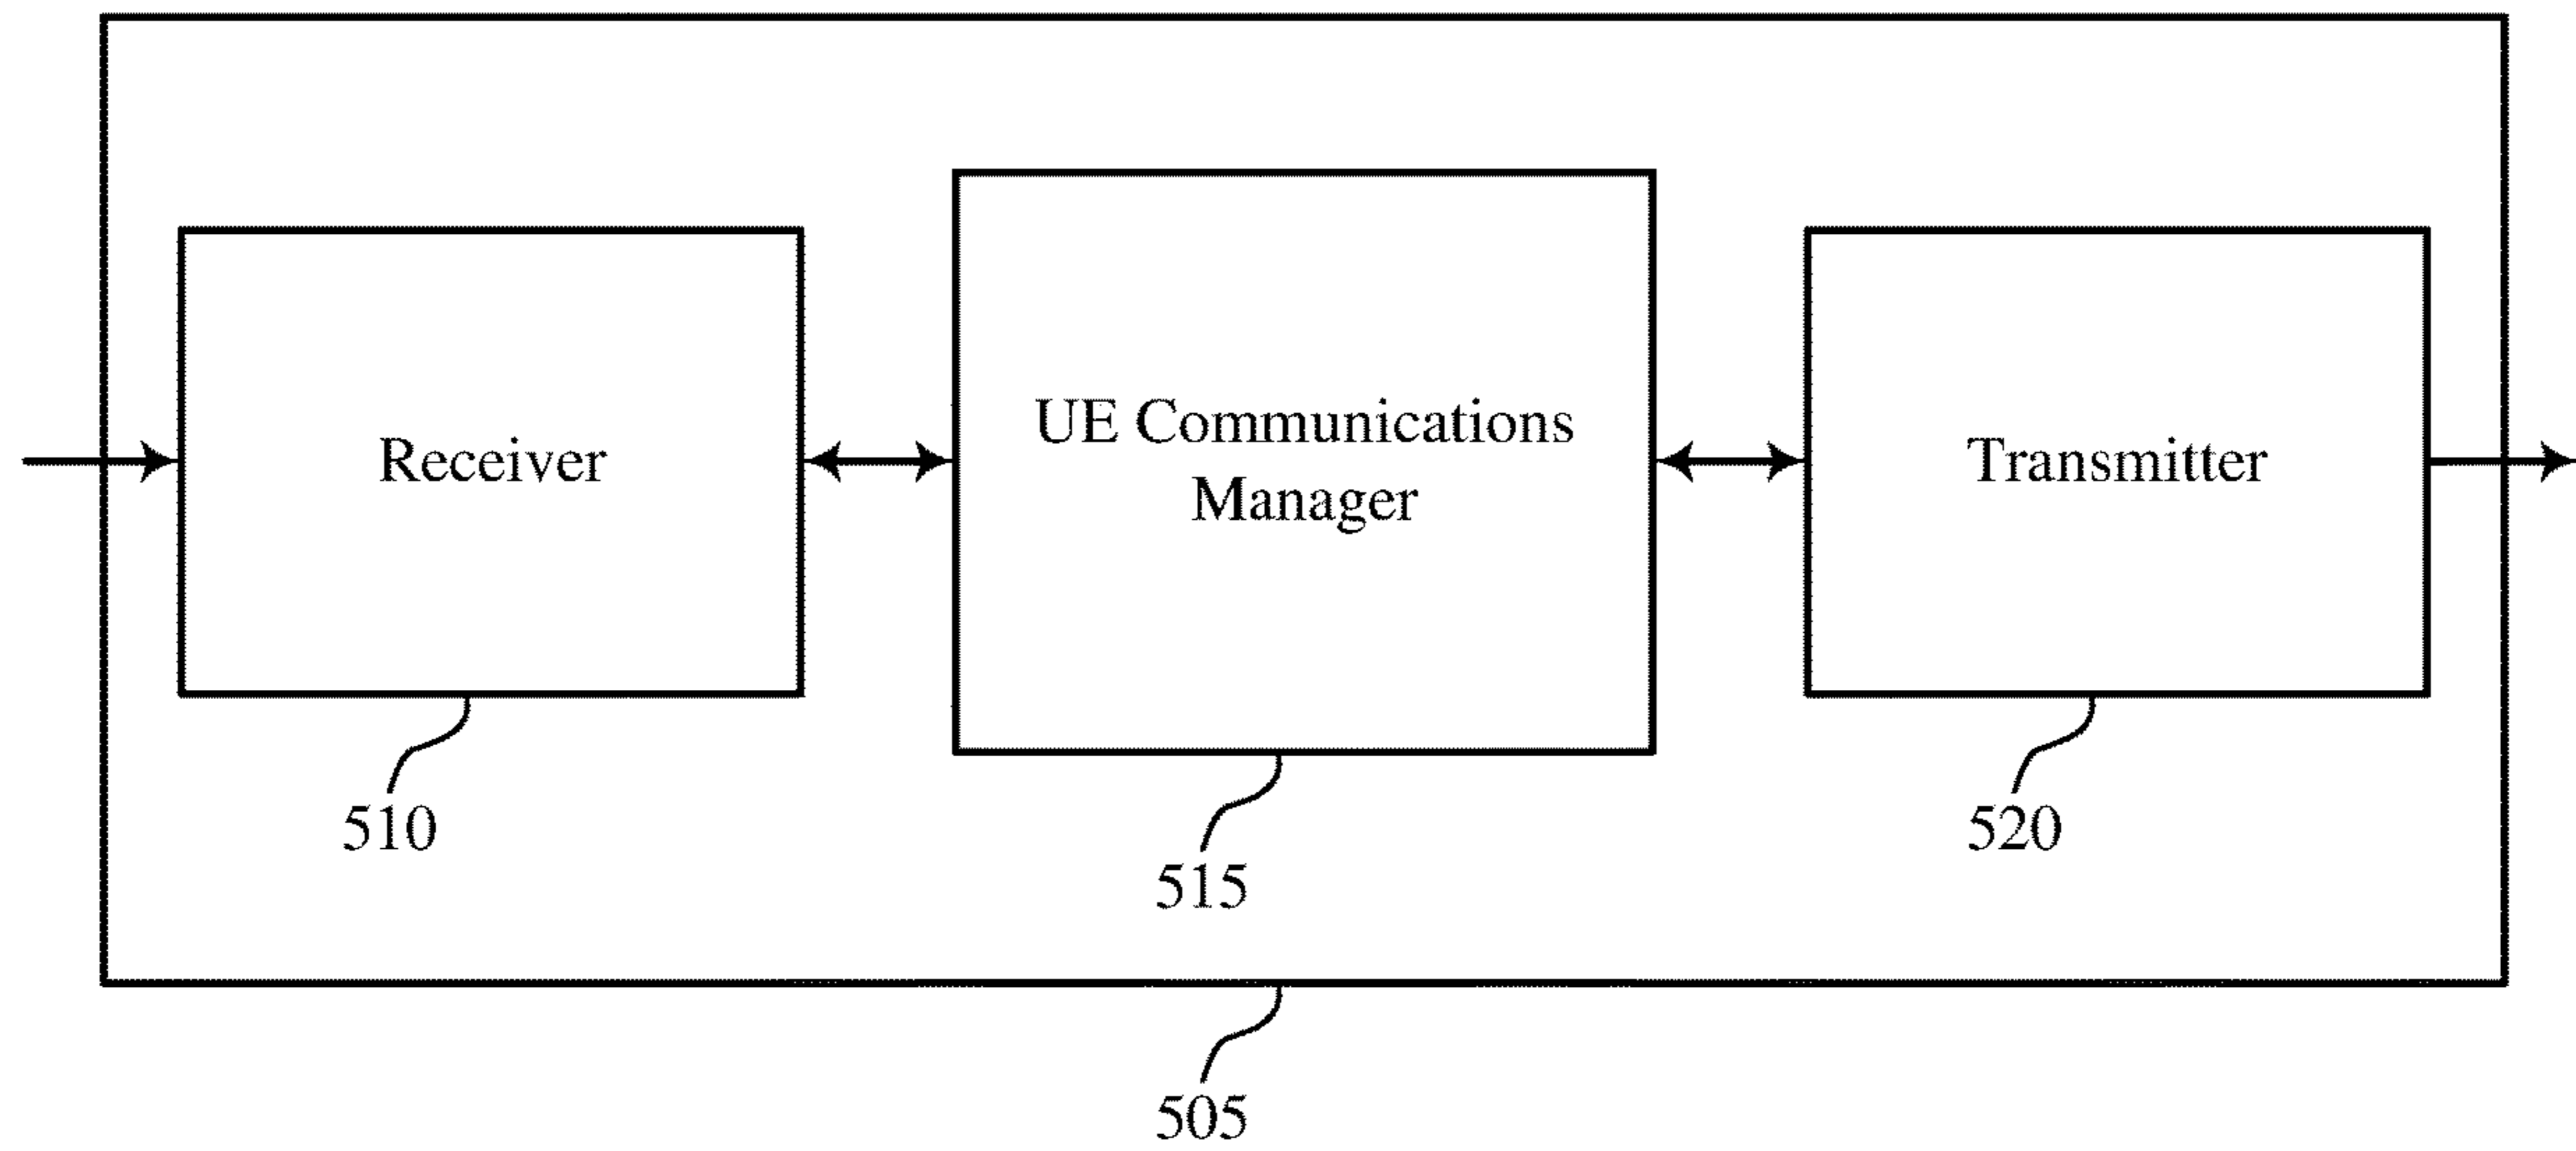 Receiver
UE Communications
Manager
Transmitter
510
515
520
505